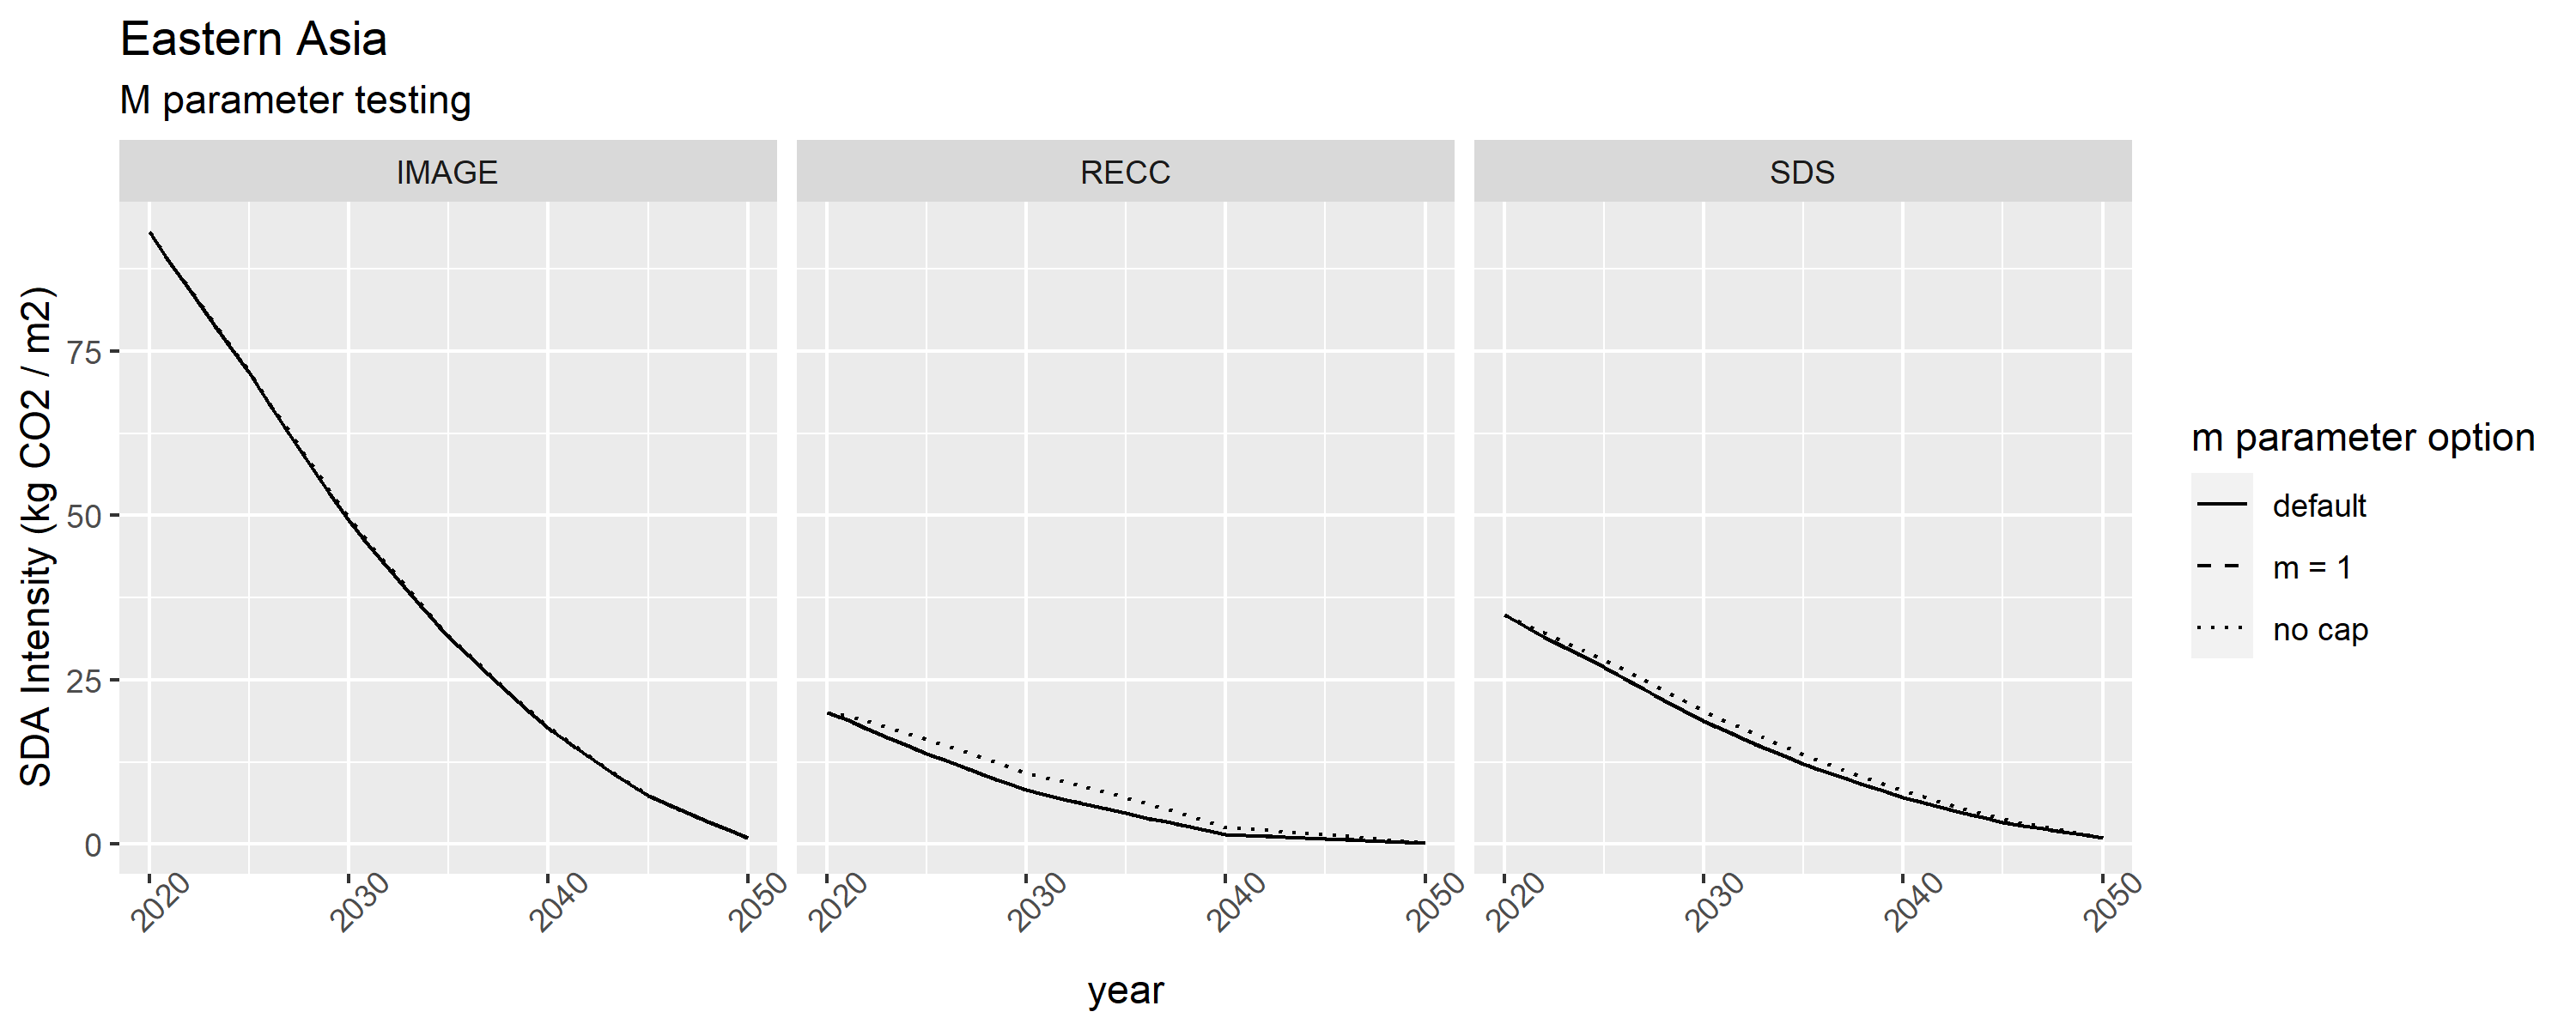 Eastern Asia
M parameter testing
IMAGE
RECC
SDS
SDA Intensity (kg CO2 / m2)
75
50
25
0
2020
2030
2040
2050
2020
2030
2040
2050
2020
2030
2040
2050
year
m parameter option
default
m = 1
no cap